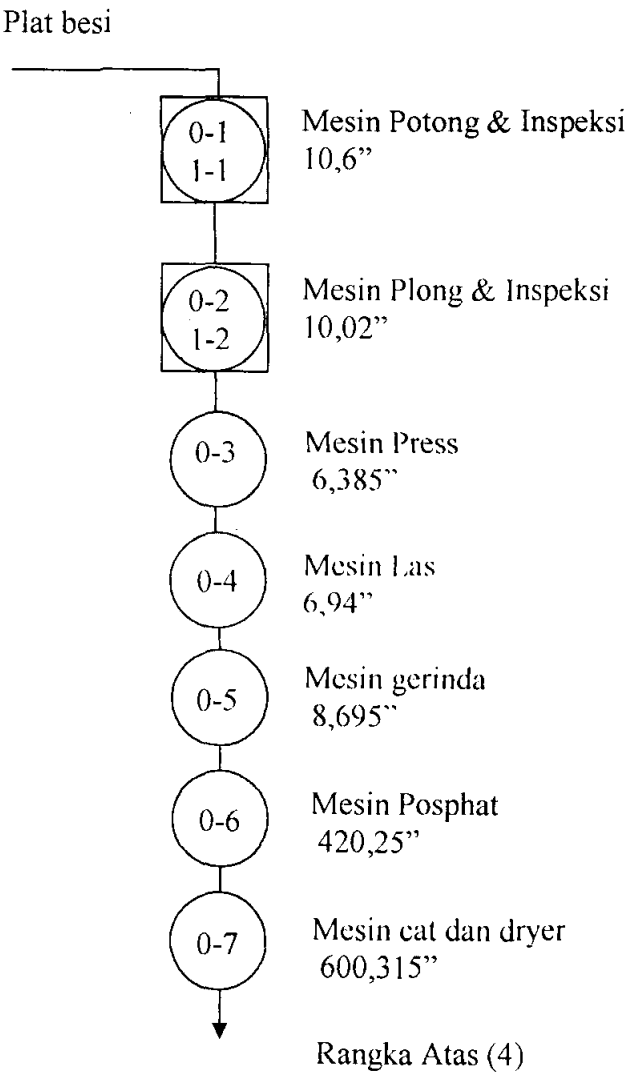 Plat besi
0-1
1-1
Mesin Potong & Inspeksi
10,6”
0-2
1-2
Mesin Plong & Inspeksi
10,02”
0-3
Mesin Press
6,385”
0-4
Mesin Las
6,94”
0-5
Mesin gerinda
8,695”
0-6
Mesin Posphat
420,25”
0-7
Mesin cat dan dryer
600,315”
Rangka Atas (4)